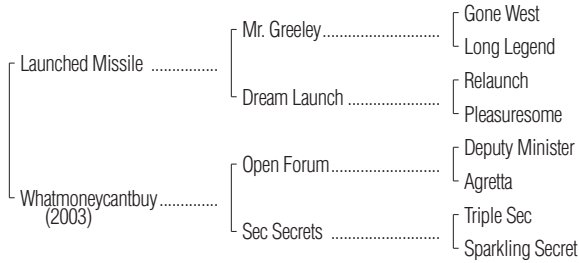 Launched Missile ................
Whatmoneycantbuy ..............
(2003)
Mr. Greeley............................
Dream Launch ......................
Open Forum..........................
Sec Secrets ..........................
Gone West
Long Legend
Relaunch
Pleasuresome
Deputy Minister
Agretta
Triple Sec
Sparkling Secret